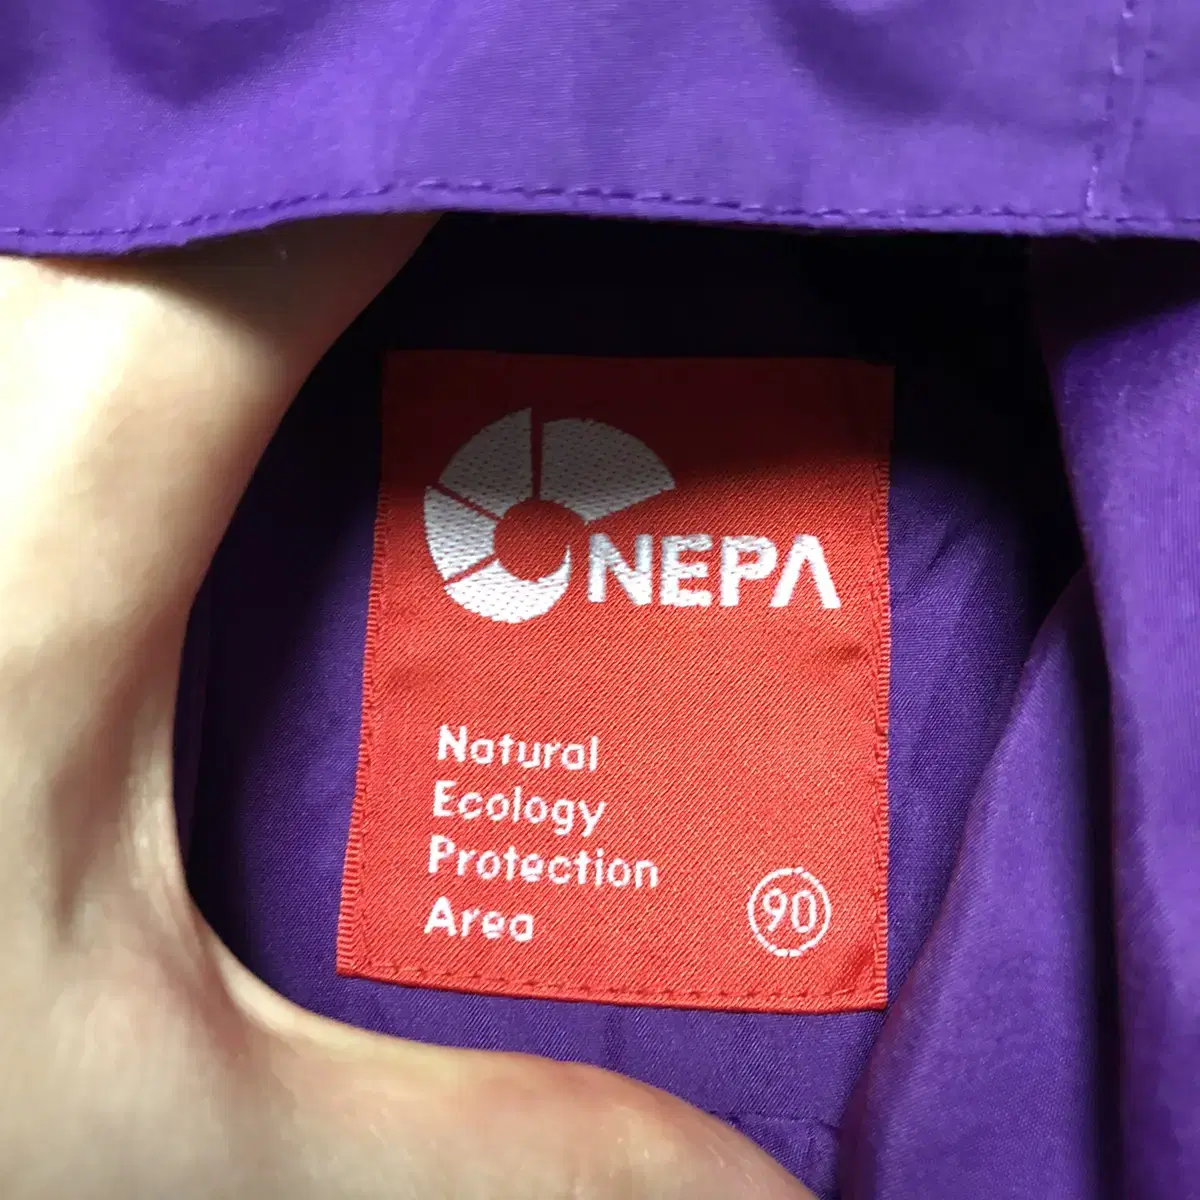 NEPA
Natural
Ecology
Protection
Area
90